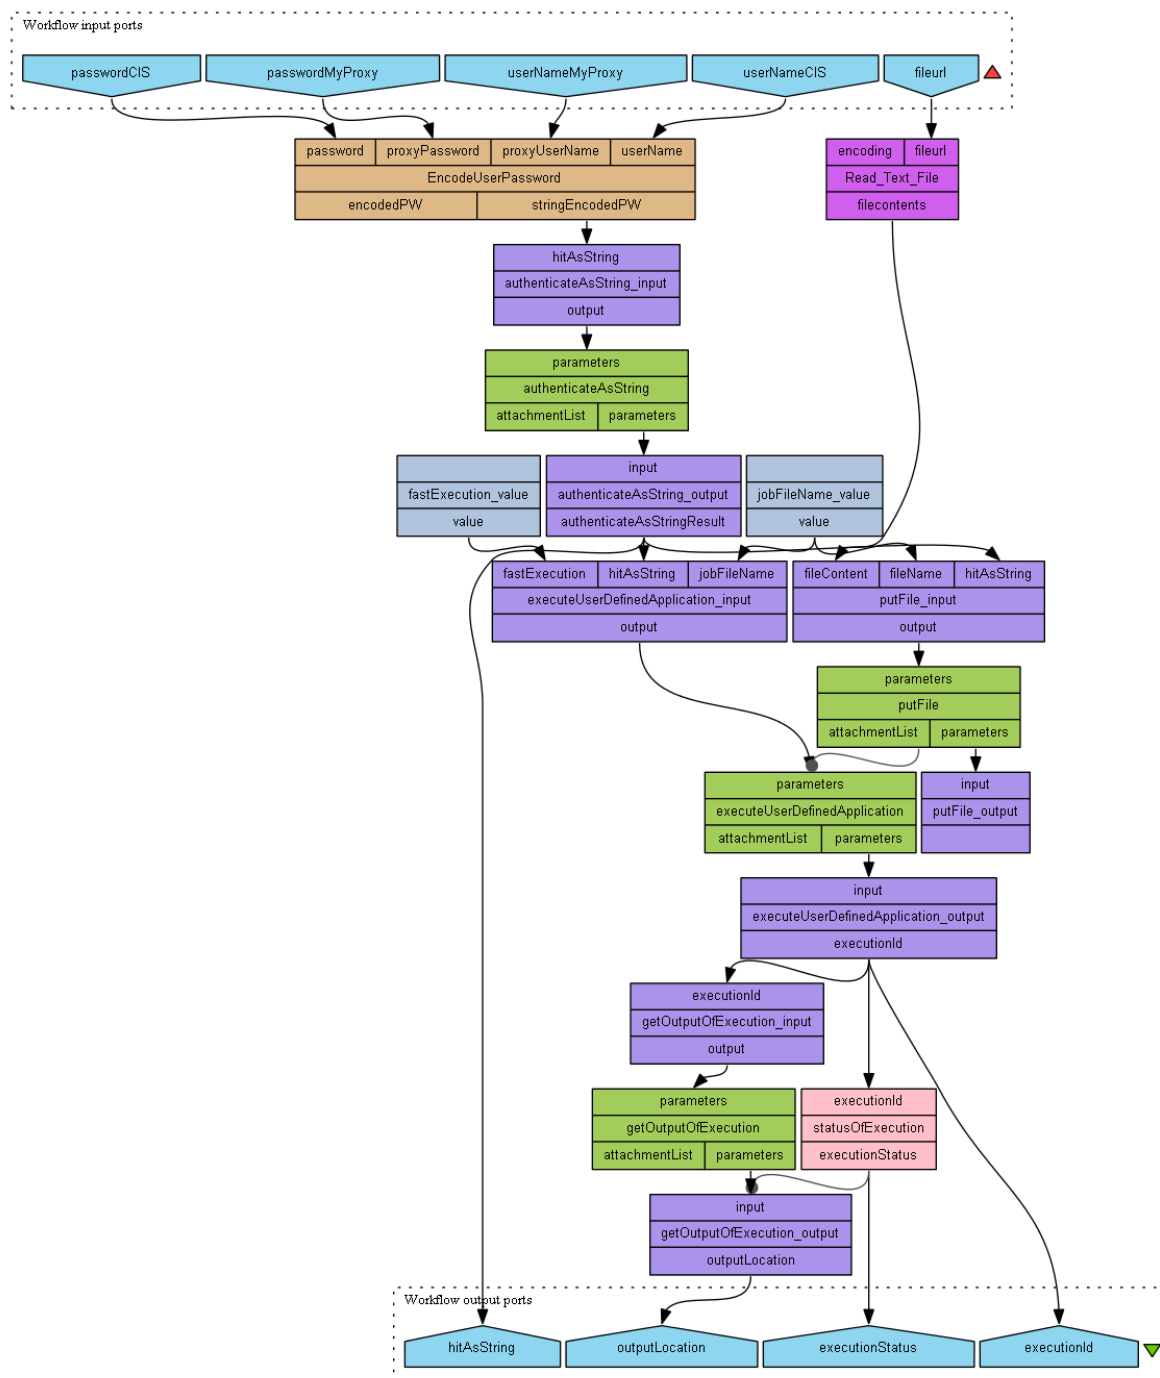 Workflow input ports
passwordCIS passwordMyProxy userNameMyProxy userNameCIS fileurl
password proxyPassword proxyUserName userName encoding fileurl
EncodeUserPassword Read_Text_File
encodedPW stringEncodedPW filecontents
hitAsString
authenticateAsString_input
output
parameters
authenticateAsString
attachmentList parameters
input
fastExecution_value authenticateAsString_output jobFileName_value
value authenticateAsStringResult value
fastExecution hitAsString jobFileName fileContent fileName hitAsString
executeUserDefinedApplication_input putFile_input
output output
parameters
putFile
attachmentList parameters
parameters input
executeUserDefinedApplication putFile_output
attachmentList parameters
input
executeUserDefinedApplication_output
executionId
executionId
getOutputOfExecution_input
output
parameters executionId
getOutputOfExecution statusOfExecution
attachmentList parameters executionStatus
input
getOutputOfExecution_output
outputLocation
Workflow output ports
hitAsString outputLocation executionStatus executionId